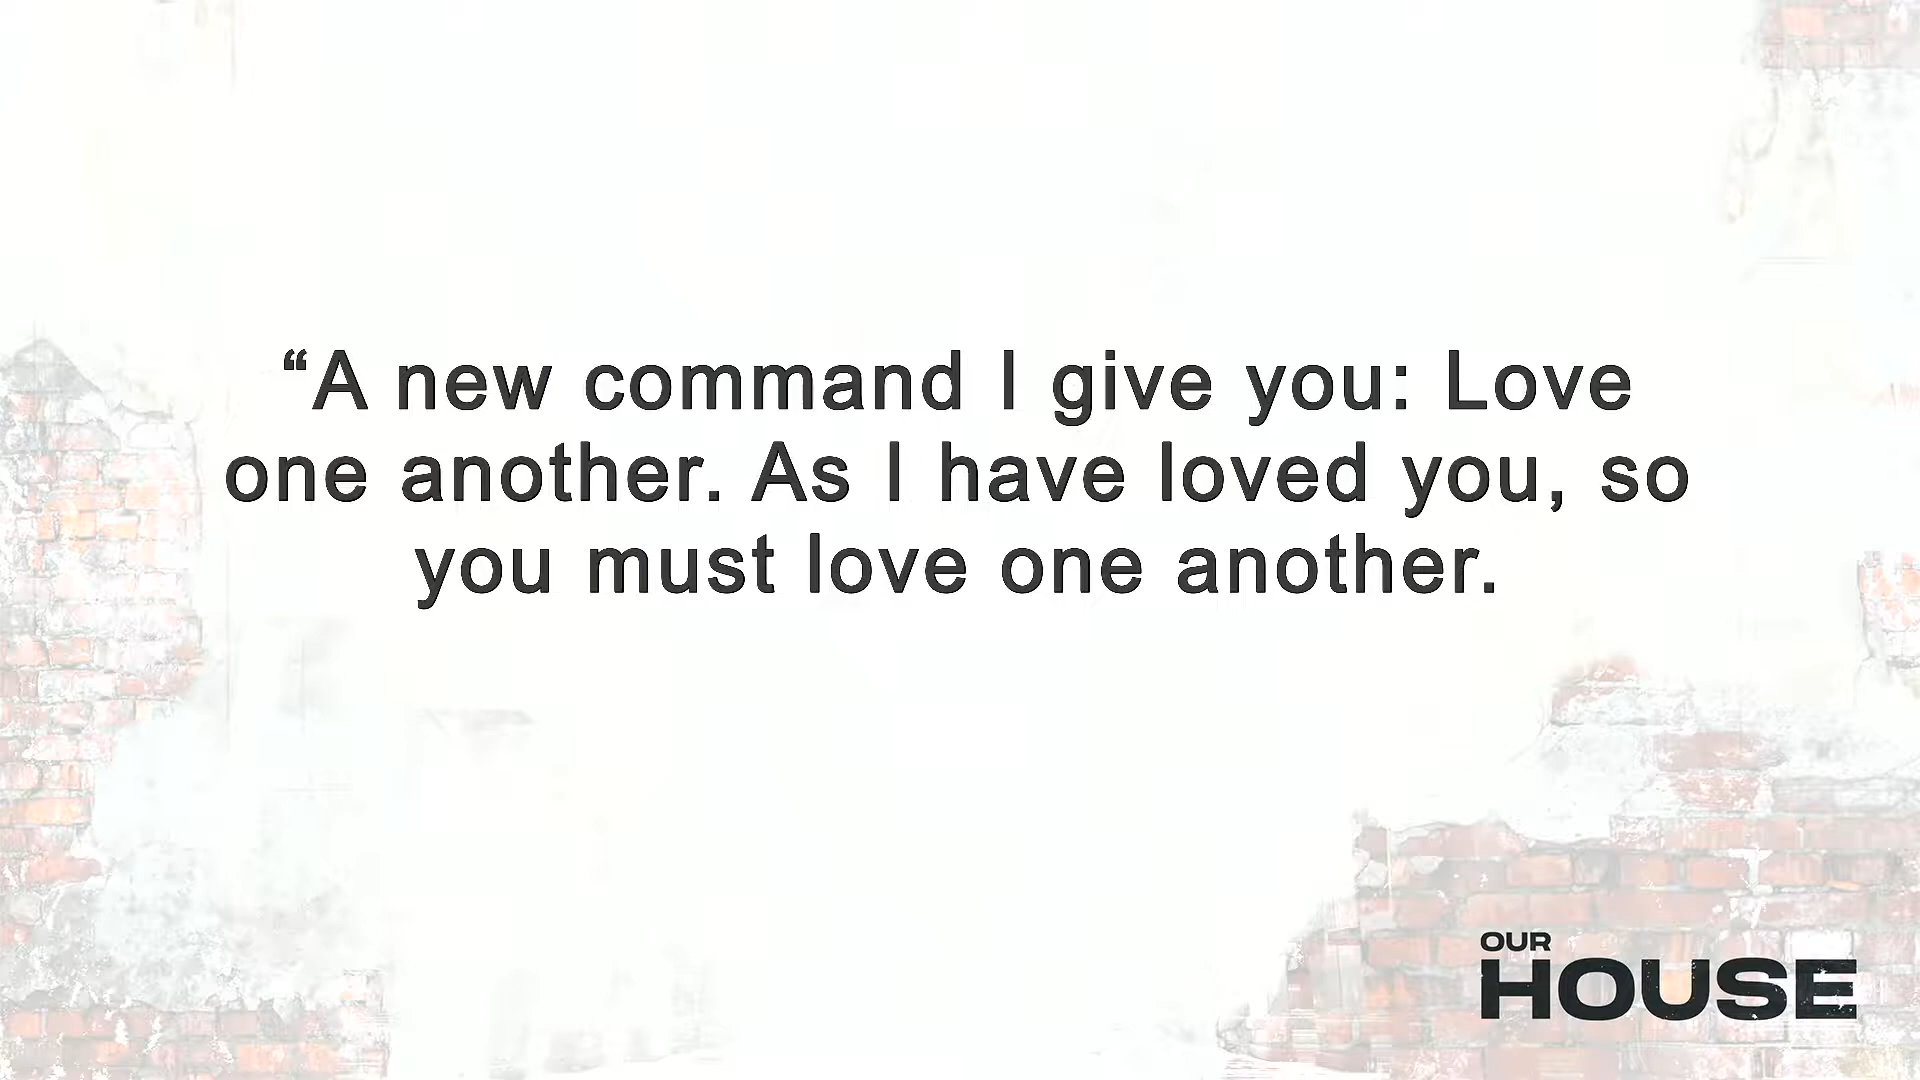 “A new command I give you: Love
one another. As I have loved you, so
you must love one another.
OUR
HOUSE